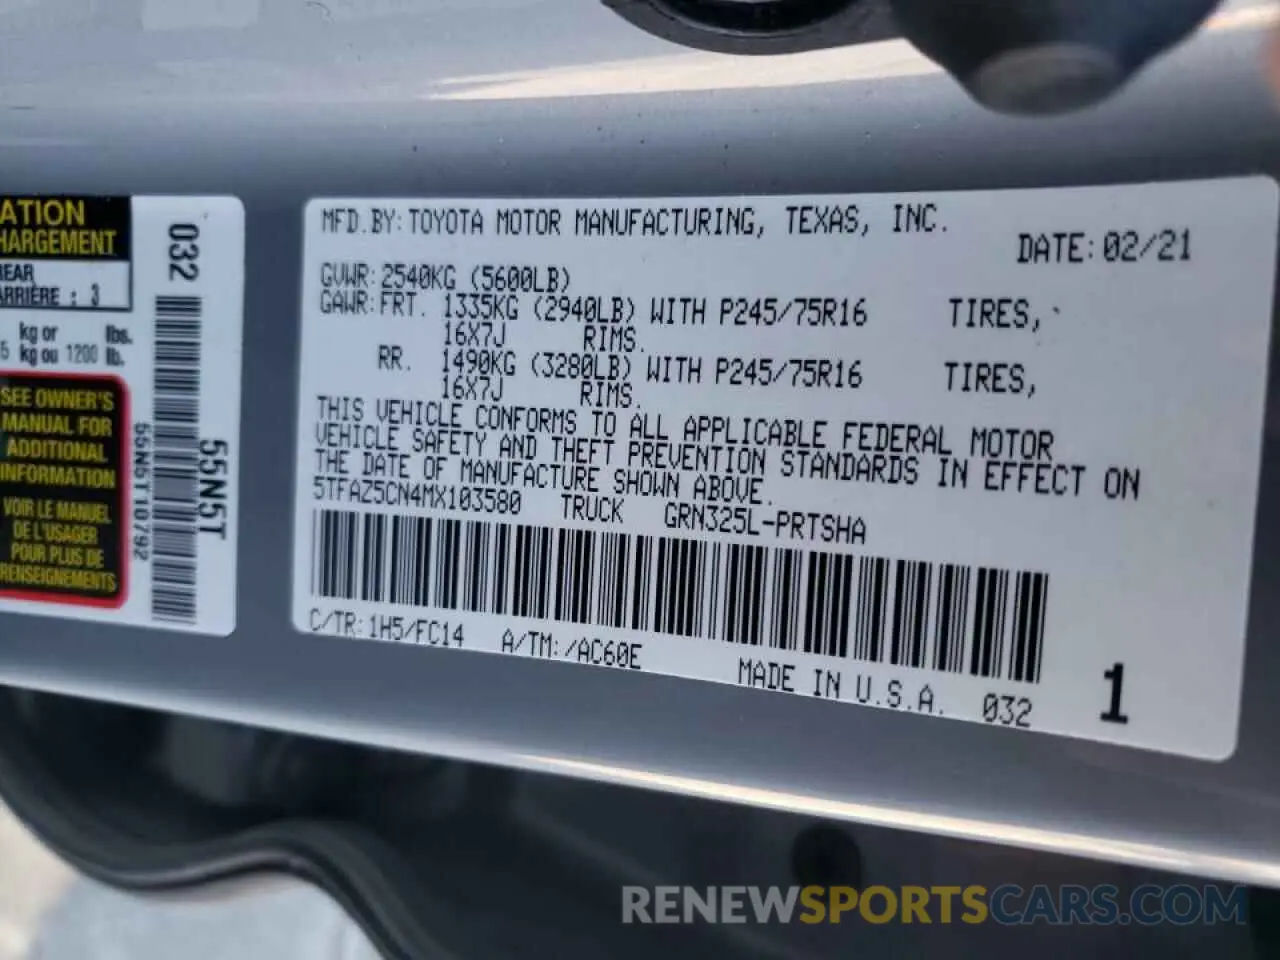 ATION
HARGEMENT
REAR
ARRIÈRE : 3
kg or lbs.
5 kg ou 1200 lb.
SEE OWNER'S
MANUAL FOR
ADDITIONAL
INFORMATION
VOIR LE MANUEL
DE L'USAGER
POUR PLUS DE
RENSEIGNEMENTS
032
55N5T
55N5T10792
MFD.BY:TOYOTA MOTOR MANUFACTURING, TEXAS, INC.
DATE:02/21
GVWR:2540KG (5600LB)
GAWR:FRT. 1335KG (2940LB) WITH P245/75R16 TIRES,
16X7J RIMS.
RR. 1490KG (3280LB) WITH P245/75R16 TIRES,
16X7J RIMS.
THIS VEHICLE CONFORMS TO ALL APPLICABLE FEDERAL MOTOR
VEHICLE SAFETY AND THEFT PREVENTION STANDARDS IN EFFECT ON
THE DATE OF MANUFACTURE SHOWN ABOVE.
5TFAZ5CN4MX103580 TRUCK GRN325L-PRTSHA
C/TR:1H5/FC14 A/TM:/AC60E
MADE IN U.S.A. 032 1
RENEWSPORTSCARS.COM